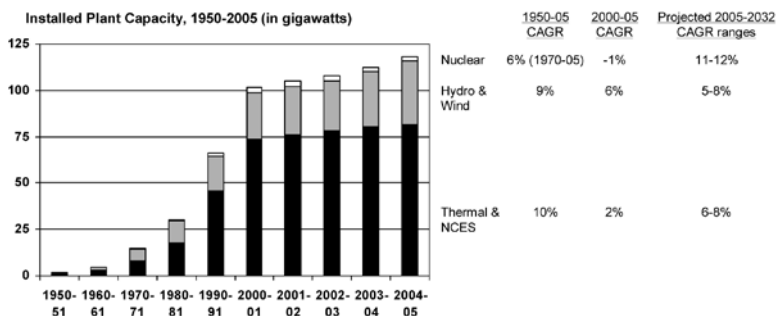 Installed Plant Capacity, 1950-2005 (in gigawatts)
1950-05 CAGR
2000-05 CAGR
Projected 2005-2032 CAGR ranges
125
100
75
50
25
0
1950-51
1960-61
1970-71
1980-81
1990-91
2000-01
2001-02
2002-03
2003-04
2004-05
Nuclear 6% (1970-05) -1% 11-12%
Hydro & Wind 9% 6% 5-8%
Thermal & NCES 10% 2% 6-8%